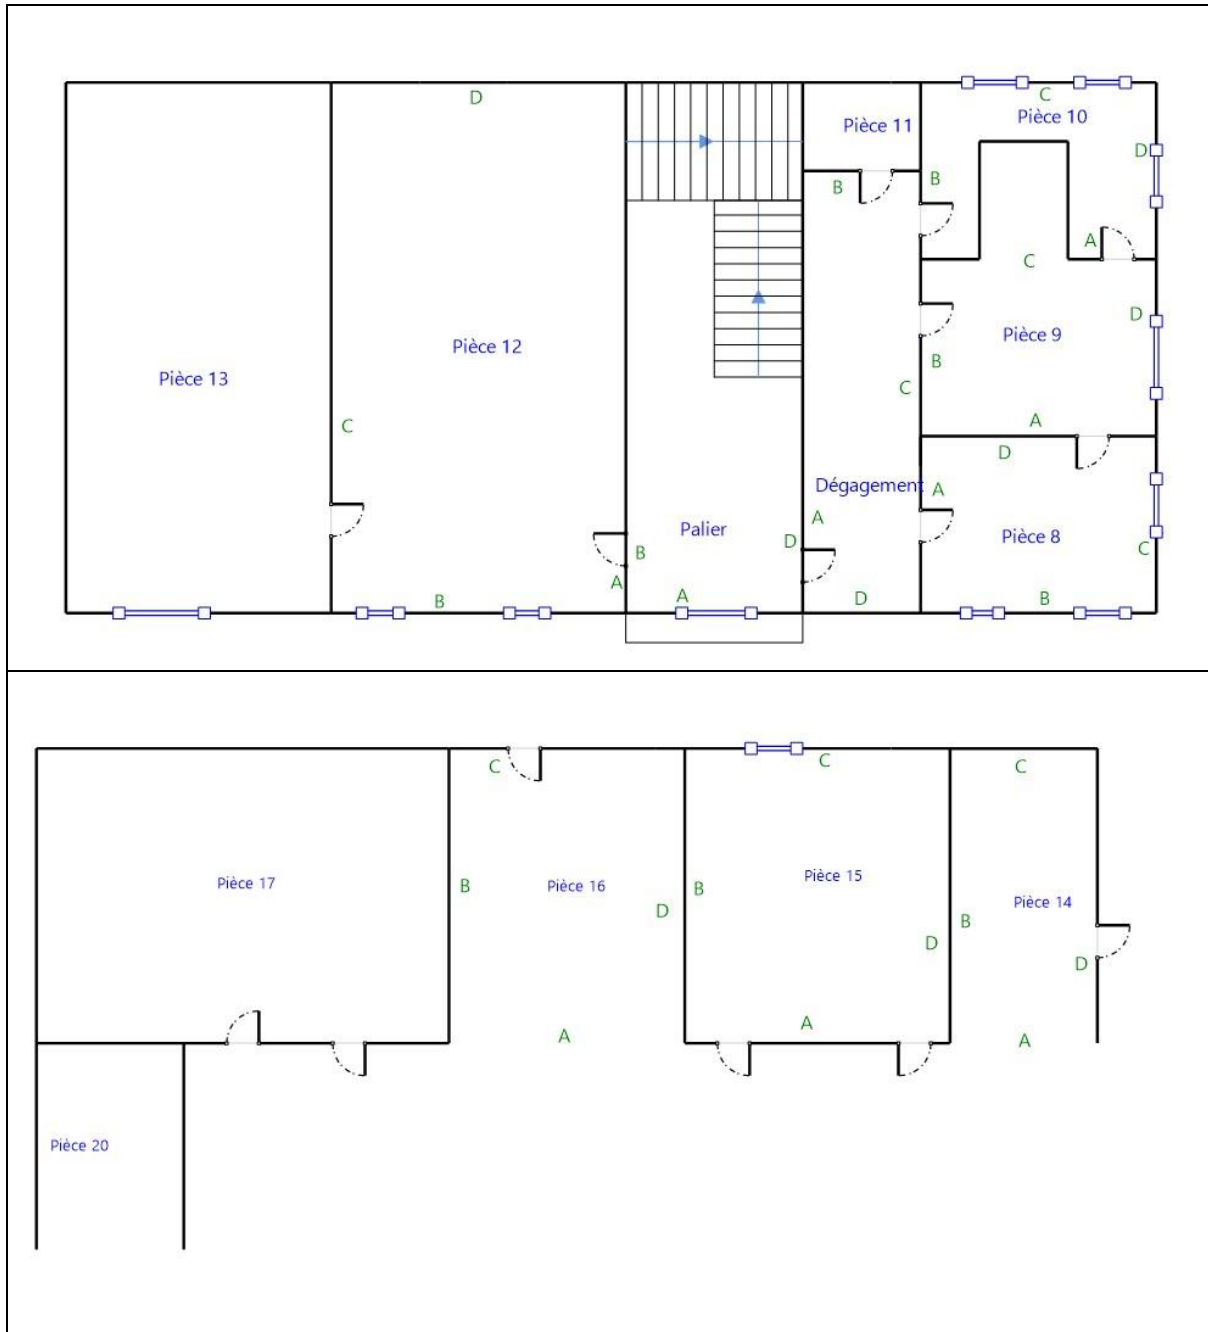 D
C
Pièce 10
Pièce 11
D
B
B
A
C
D
Pièce 9
Pièce 12
B
Pièce 13
C
C
A
D
Dégagement
A
A
Palier
Pièce 8
D
B
C
A
B
A
D
B
C
C
C
Pièce 15
Pièce 17
B
Pièce 16
B
Pièce 14
D
B
D
D
A
A
A
Pièce 20